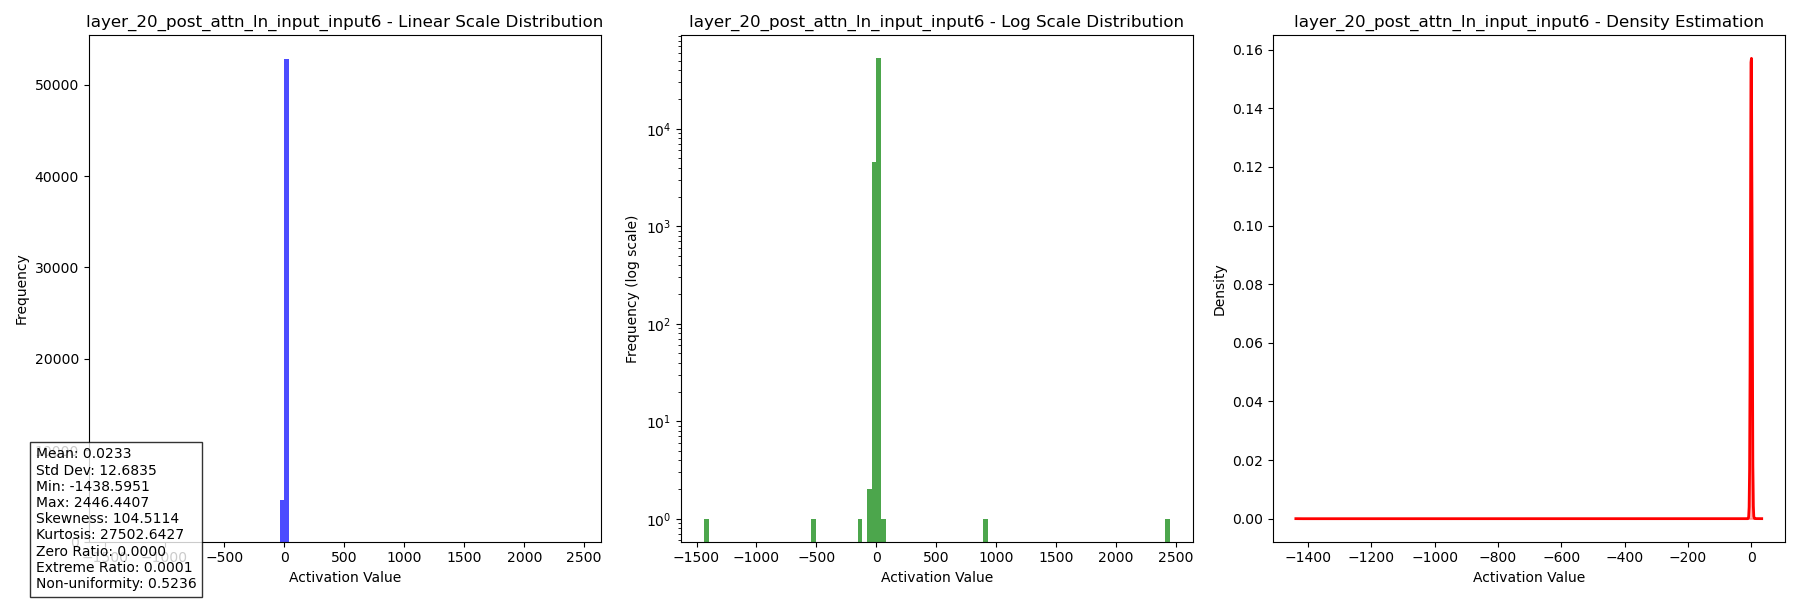 layer_20_post_attn_ln_input_input6 - Linear Scale Distribution
layer_20_post_attn_ln_input_input6 - Log Scale Distribution
layer_20_post_attn_ln_input_input6 - Density Estimation
50000
40000
30000
20000
Frequency
−500
0
500
1000
1500
2000
2500
Activation Value
Mean: 0.0233
Std Dev: 12.6835
Min: -1438.5951
Max: 2446.4407
Skewness: 104.5114
Kurtosis: 27502.6427
Zero Ratio: 0.0000
Extreme Ratio: 0.0001
Non-uniformity: 0.5236
10⁴
10³
10²
10¹
10⁰
Frequency (log scale)
−1500
−1000
−500
0
500
1000
1500
2000
2500
Activation Value
0.16
0.14
0.12
0.10
0.08
0.06
0.04
0.02
0.00
Density
−1400
−1200
−1000
−800
−600
−400
−200
0
Activation Value